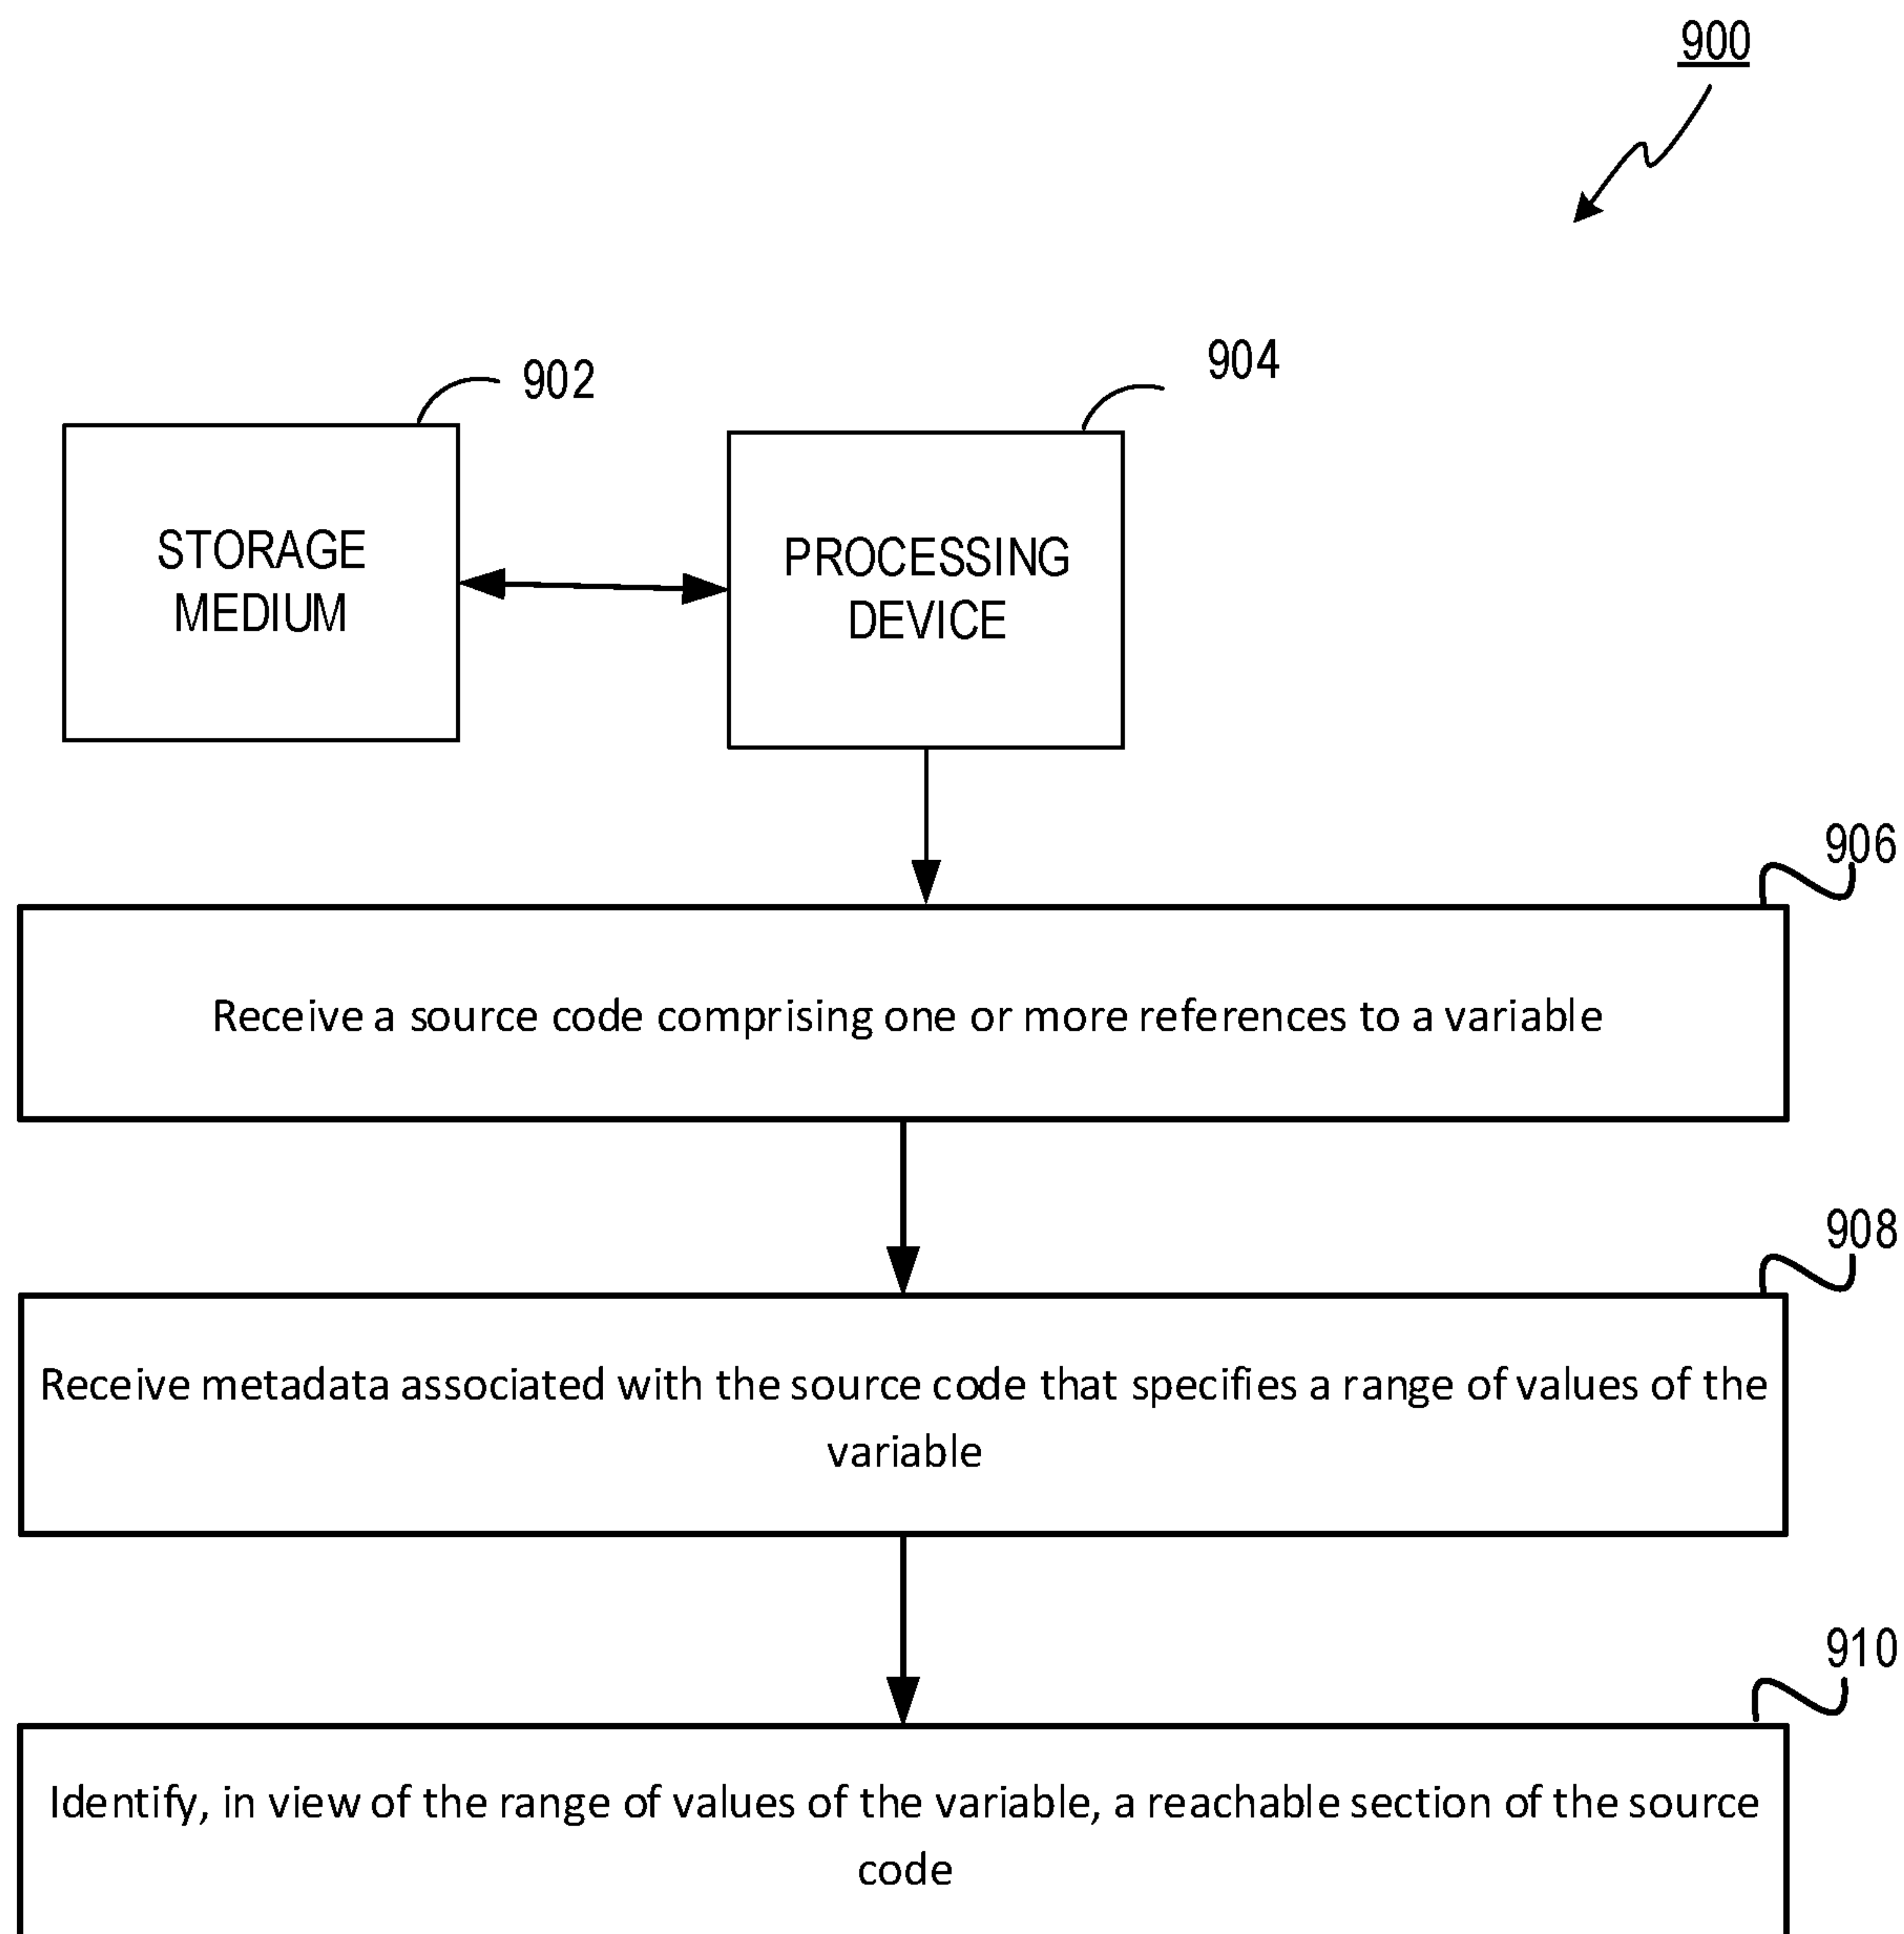 900
902
904
STORAGE
MEDIUM
PROCESSING
DEVICE
906
Receive a source code comprising one or more references to a variable
908
Receive metadata associated with the source code that specifies a range of values of the
variable
910
Identify, in view of the range of values of the variable, a reachable section of the source
code